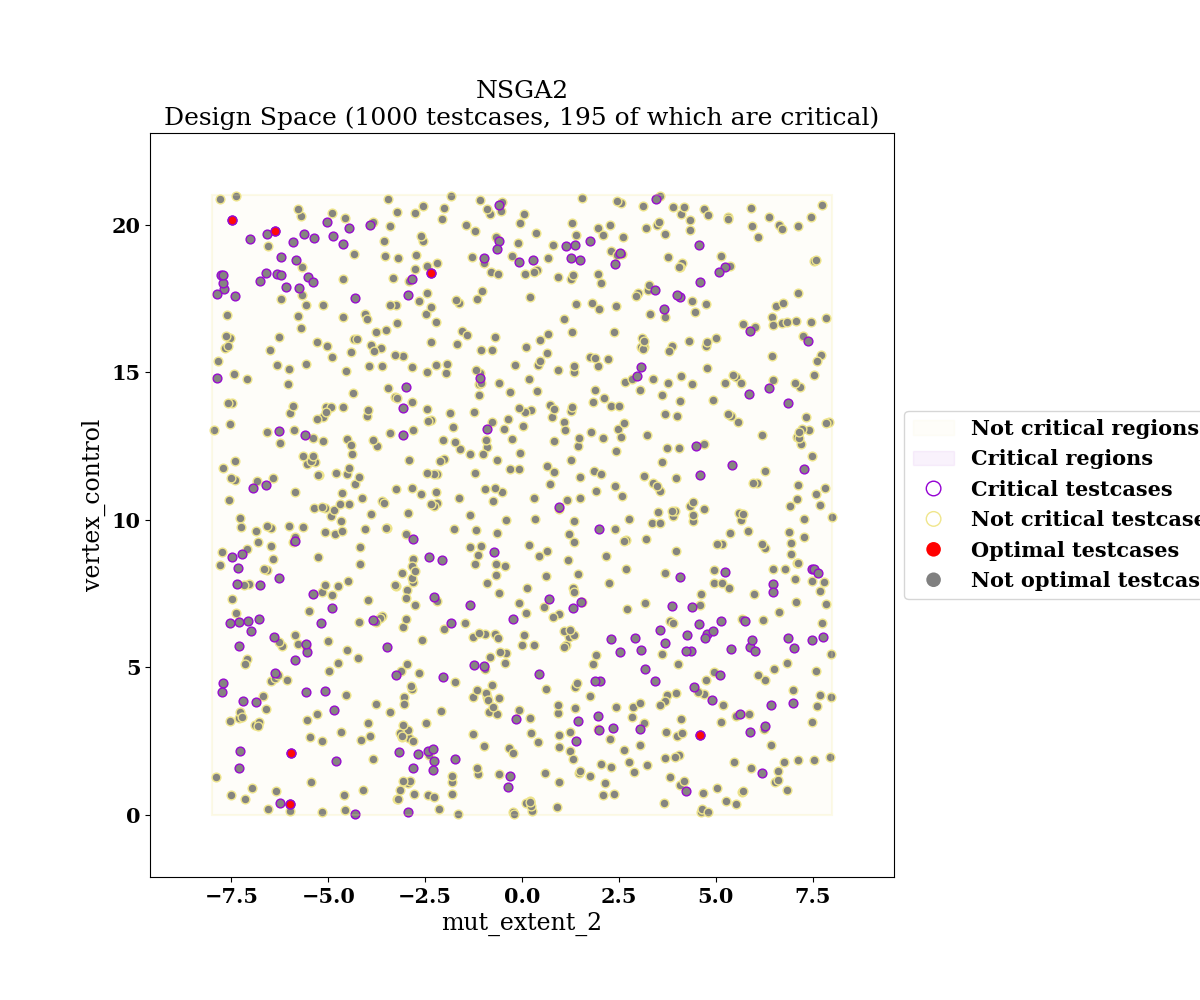 NSGA2
Design Space (1000 testcases, 195 of which are critical)
20
15
10
5
0
vertex_control
−7.5 −5.0 −2.5 0.0 2.5 5.0 7.5
mut_extent_2
Not critical regions
Critical regions
Critical testcases
Not critical testcase
Optimal testcases
Not optimal testcas